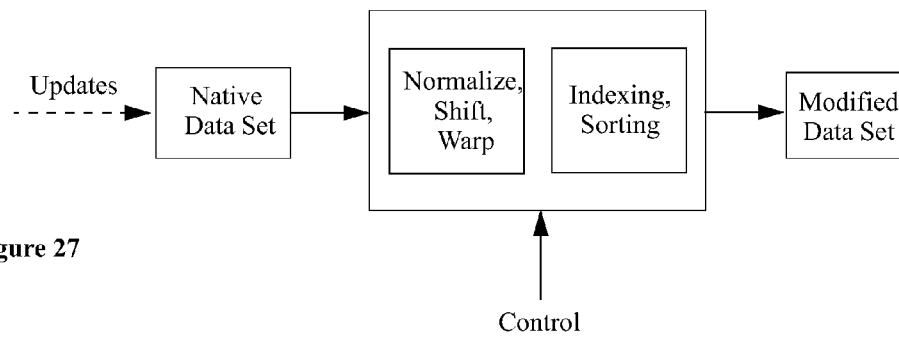 Updates
Native
Data Set
Normalize,
Shift,
Warp
Indexing,
Sorting
Modified
Data Set
gure 27
Control